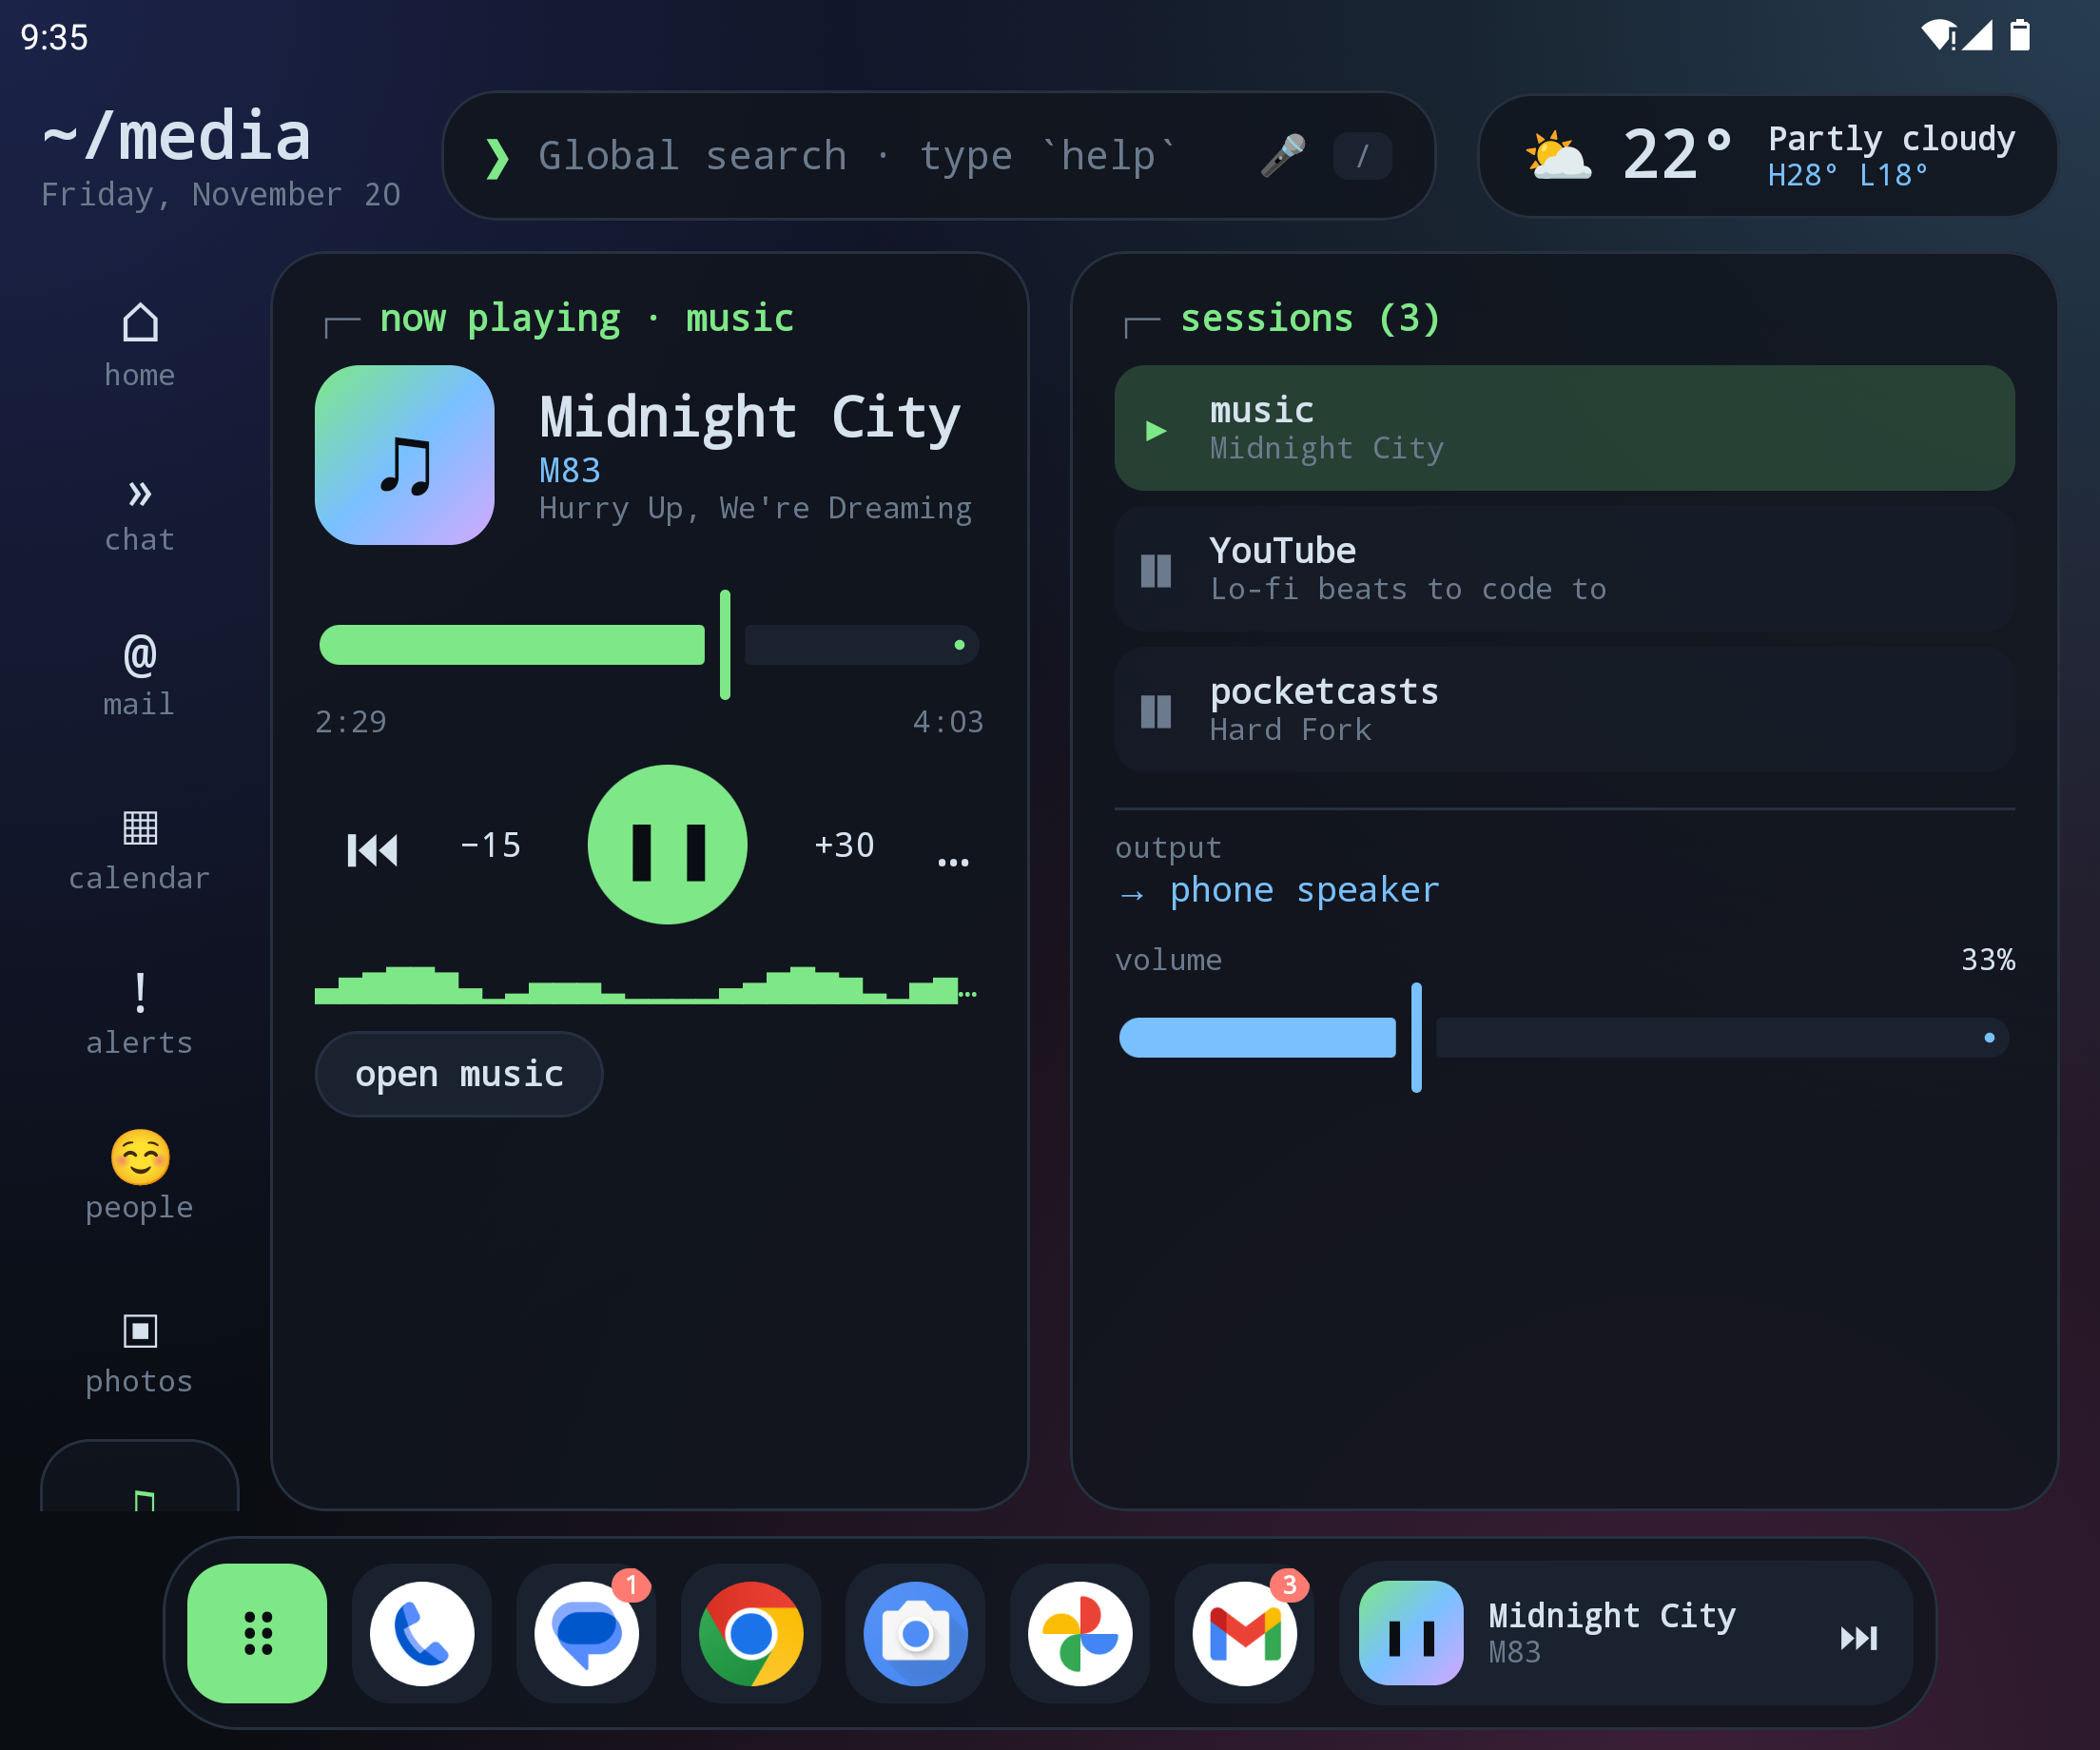 9:35
~/media
Friday, November 20
❯ Global search · type `help`
/
22°
Partly cloudy
H28° L18°
home
» chat
@
mail
calendar
!
alerts
people
photos
┌─ now playing · music
Midnight City
M83
Hurry Up, We're Dreaming
2:29
4:03
−15
+30
…
…
open music
┌─ sessions (3)
music
Midnight City
YouTube
Lo-fi beats to code to
pocketcasts
Hard Fork
output
→ phone speaker
volume
33%
1
3
Midnight City
M83